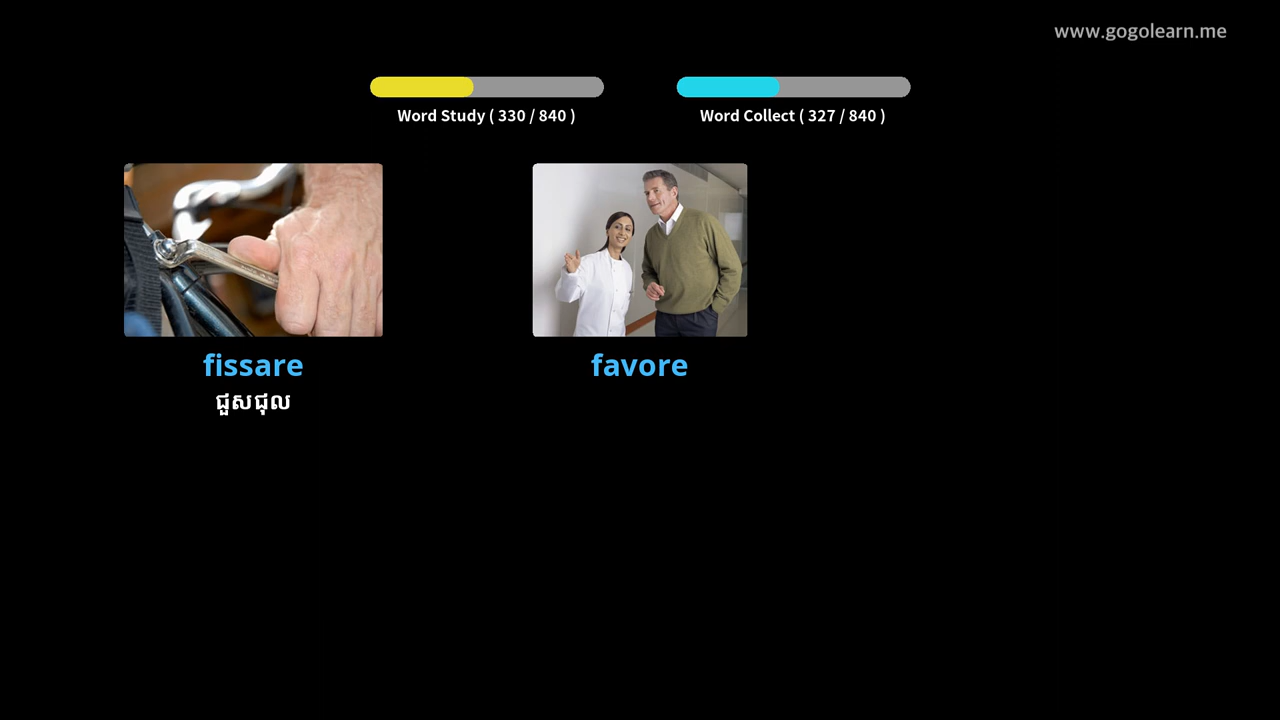 www.gogolearn.me
Word Study ( 330 / 840 )
Word Collect ( 327 / 840 )
fissare
favore
ជួសជុល